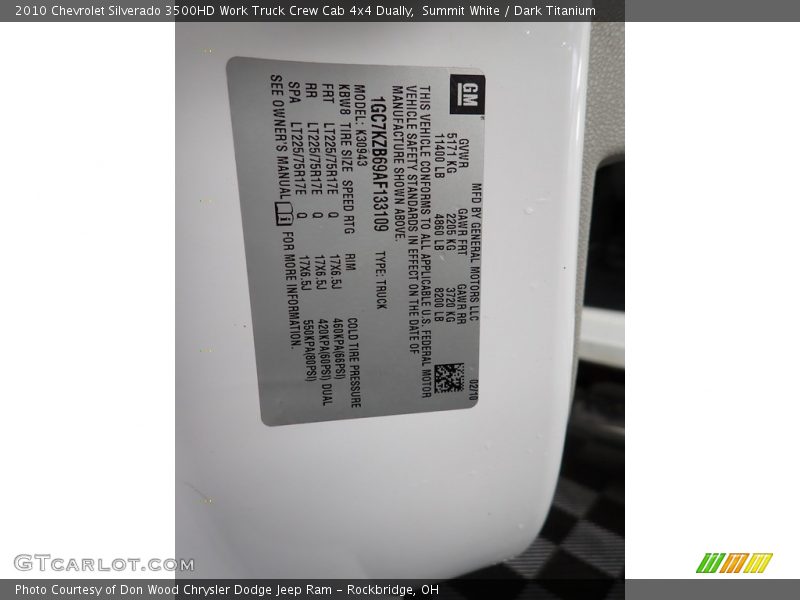 2010 Chevrolet Silverado 3500HD Work Truck Crew Cab 4x4 Dually,  Summit White / Dark Titanium
GM
MFD BY GENERAL MOTORS LLC 02/10
GVWR GAWR FRT GAWR RR
5171 KG 2205 KG 3720 KG
11400 LB 4860 LB 8200 LB
THIS VEHICLE CONFORMS TO ALL APPLICABLE U.S. FEDERAL MOTOR
VEHICLE SAFETY STANDARDS IN EFFECT ON THE DATE OF
MANUFACTURE SHOWN ABOVE.
1GC7KZB69AF133109 TYPE: TRUCK
MODEL: K30943
KBW8 TIRE SIZE SPEED RTG RIM COLD TIRE PRESSURE
FRT LT225/75R17E Q 17X6.5J 460KPA(66PSI)
RR LT225/75R17E Q 17X6.5J 420KPA(60PSI) DUAL
SPA LT225/75R17E Q 17X6.5J 550KPA(80PSI)
SEE OWNER'S MANUAL FOR MORE INFORMATION.
GTcarlot.com
Photo Courtesy of Don Wood Chrysler Dodge Jeep Ram – Rockbridge, OH